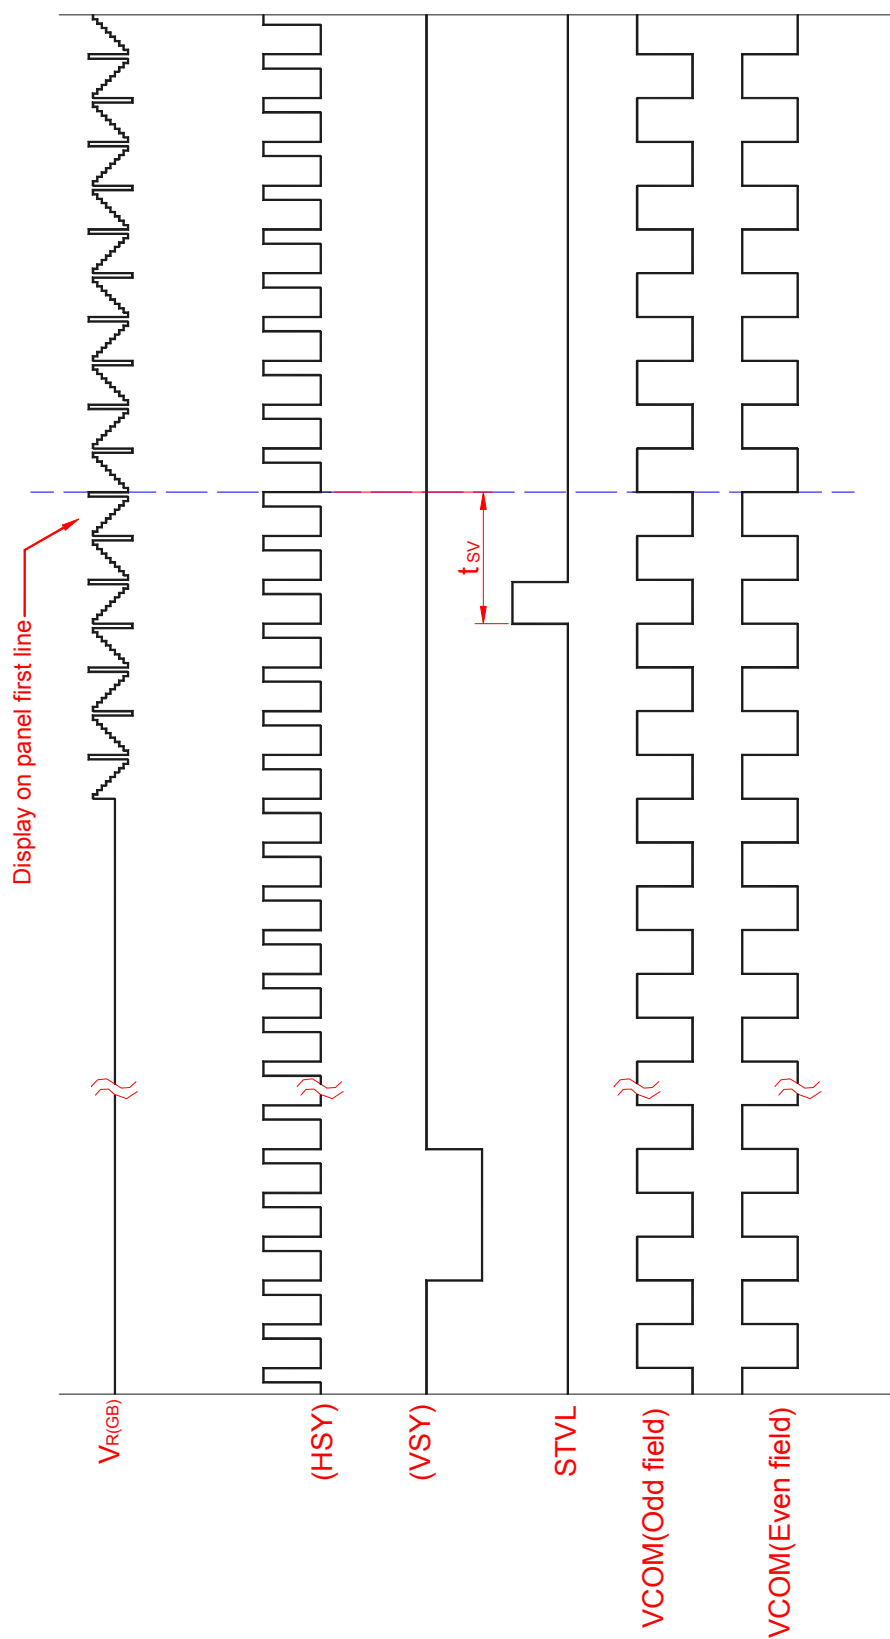 Display on panel first line
tSV
VR(GB)
(HSY)
(VSY)
STVL
VCOM(Odd field)
VCOM(Even field)